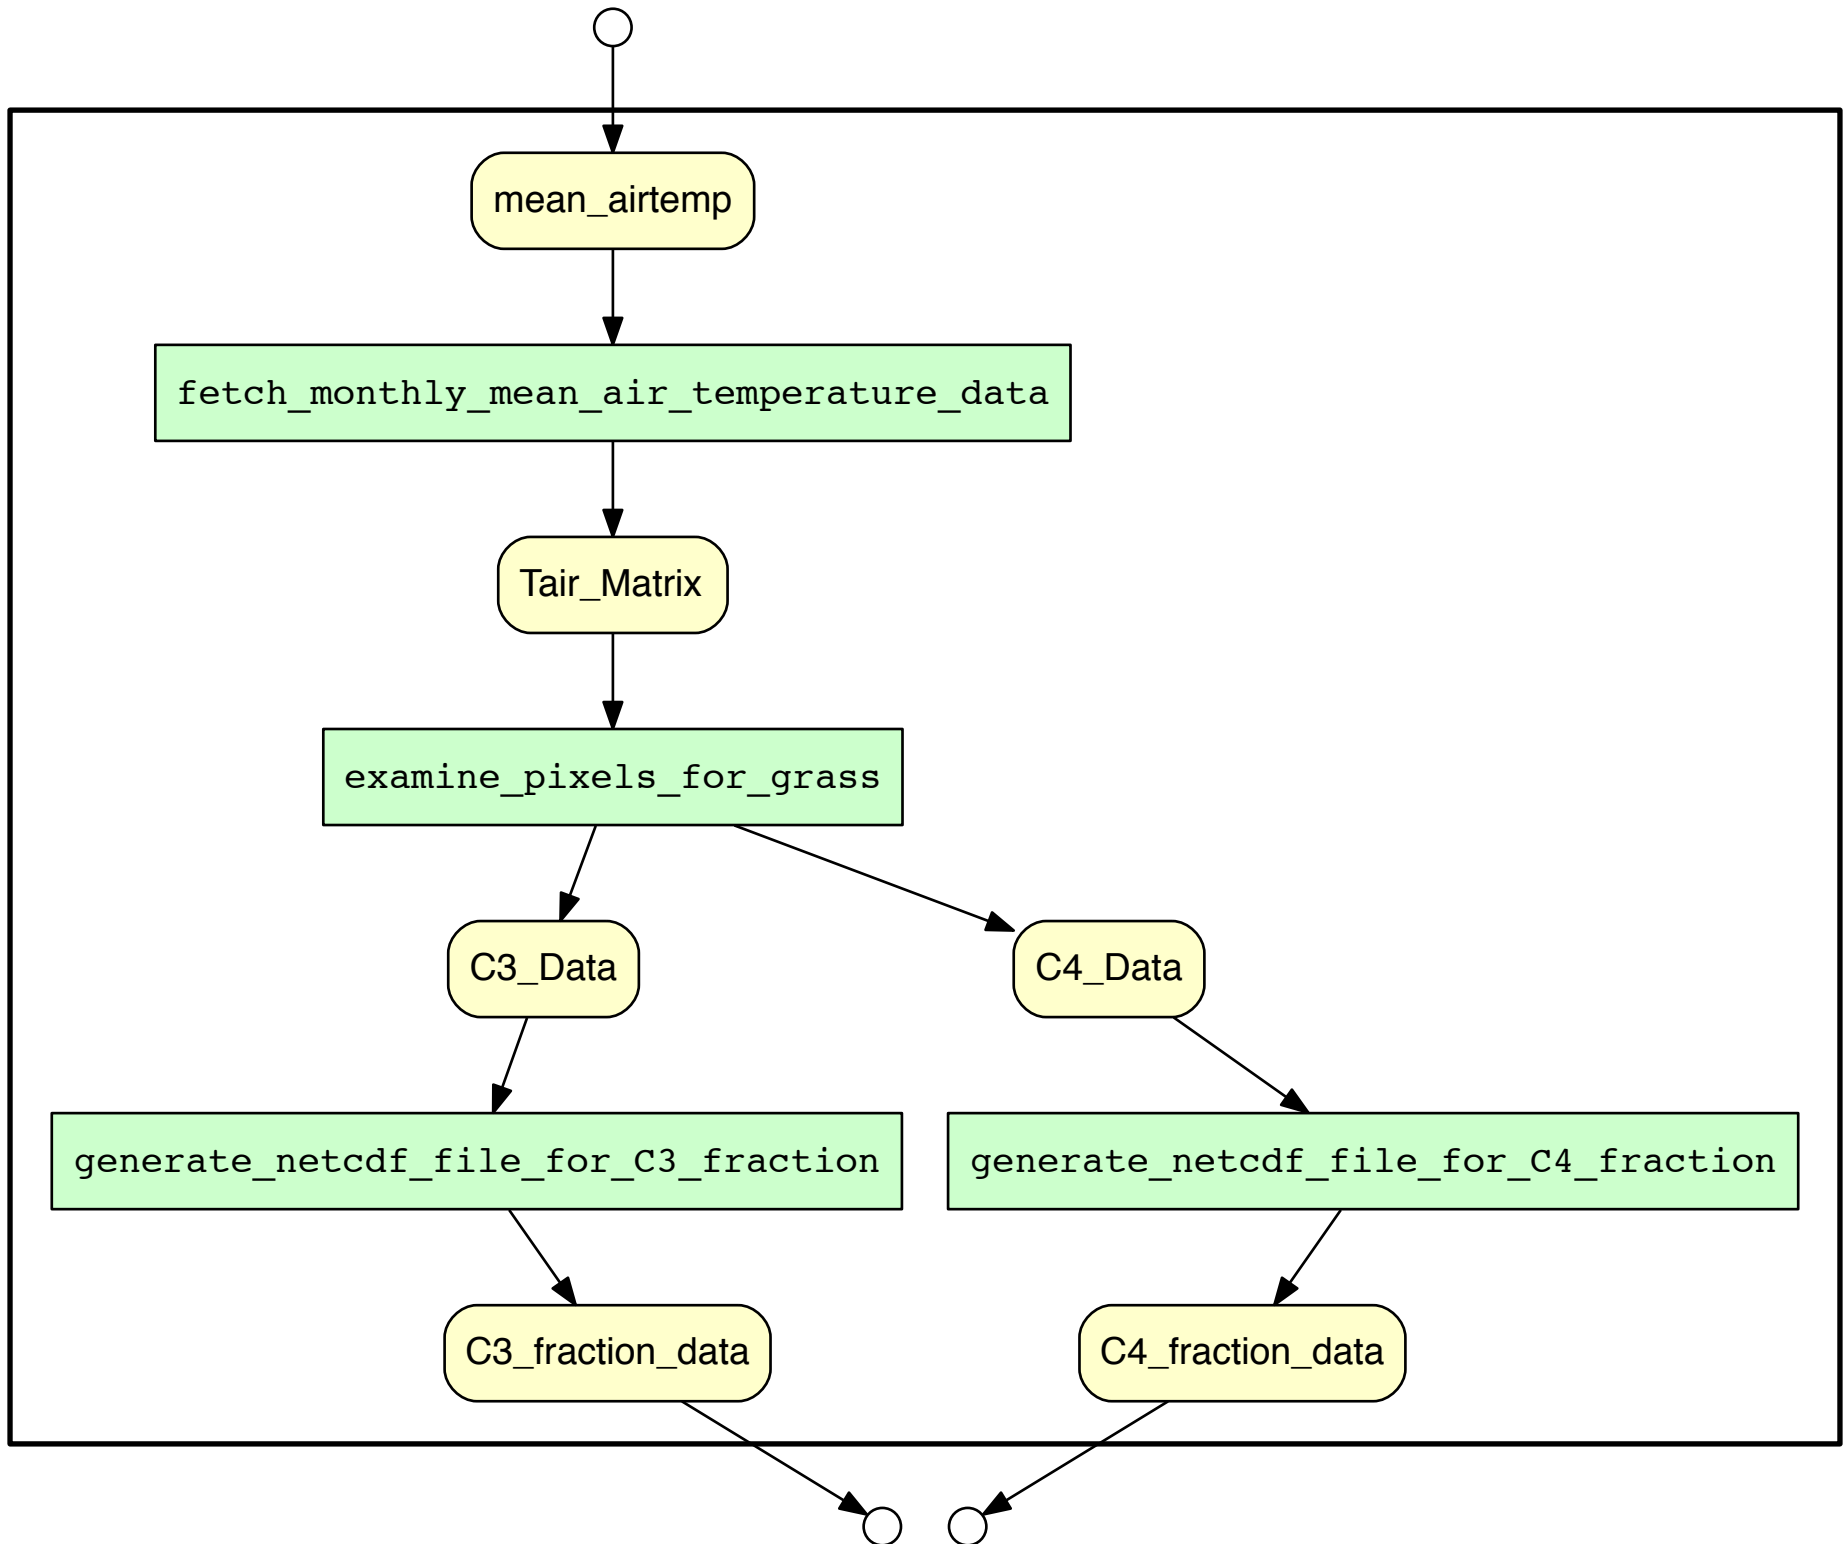 mean_airtemp
fetch_monthly_mean_air_temperature_data
Tair_Matrix
examine_pixels_for_grass
C3_Data
C4_Data
generate_netcdf_file_for_C3_fraction
generate_netcdf_file_for_C4_fraction
C3_fraction_data
C4_fraction_data